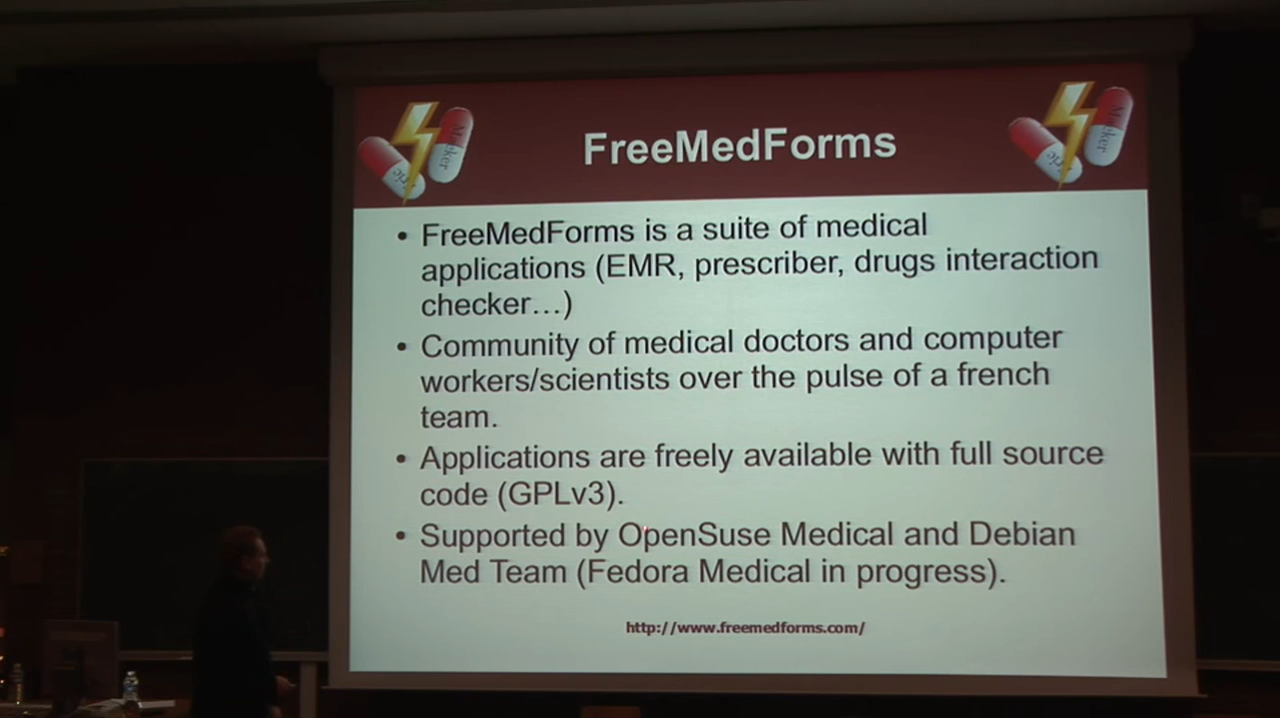 FreeMedForms
• FreeMedForms is a suite of medical
applications (EMR, prescriber, drugs interaction
checker…)
• Community of medical doctors and computer
workers/scientists over the pulse of a french
team.
• Applications are freely available with full source
code (GPLv3).
• Supported by OpenSuse Medical and Debian
Med Team (Fedora Medical in progress).
http://www.freemedforms.com/